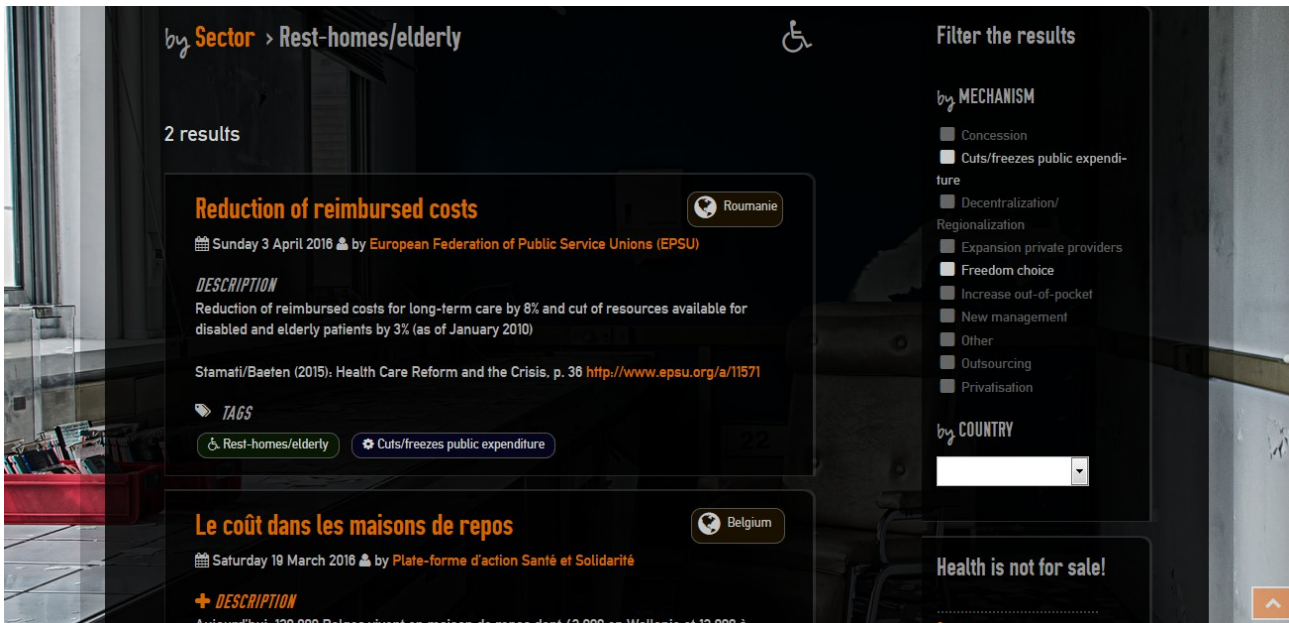 by Sector > Rest-homes/elderly
2 results
Reduction of reimbursed costs
Roumanie
Sunday 3 April 2016 by European Federation of Public Service Unions (EPSU)
DESCRIPTION
Reduction of reimbursed costs for long-term care by 8% and cut of resources available for
disabled and elderly patients by 3% (as of January 2010)
Stamati/Baeten (2015): Health Care Reform and the Crisis, p. 36 http://www.epsu.org/a/11571
TAGS
Rest-homes/elderly
Cuts/freezes public expenditure
Le coût dans les maisons de repos
Belgium
Saturday 19 March 2016 by Plate-forme d'action Santé et Solidarité
+ DESCRIPTION
Filter the results
by MECHANISM
Concession
Cuts/freezes public expendi-
ture
Decentralization/
Regionalization
Expansion private providers
Freedom choice
Increase out-of-pocket
New management
Other
Outsourcing
Privatisation
by COUNTRY
Health is not for sale!